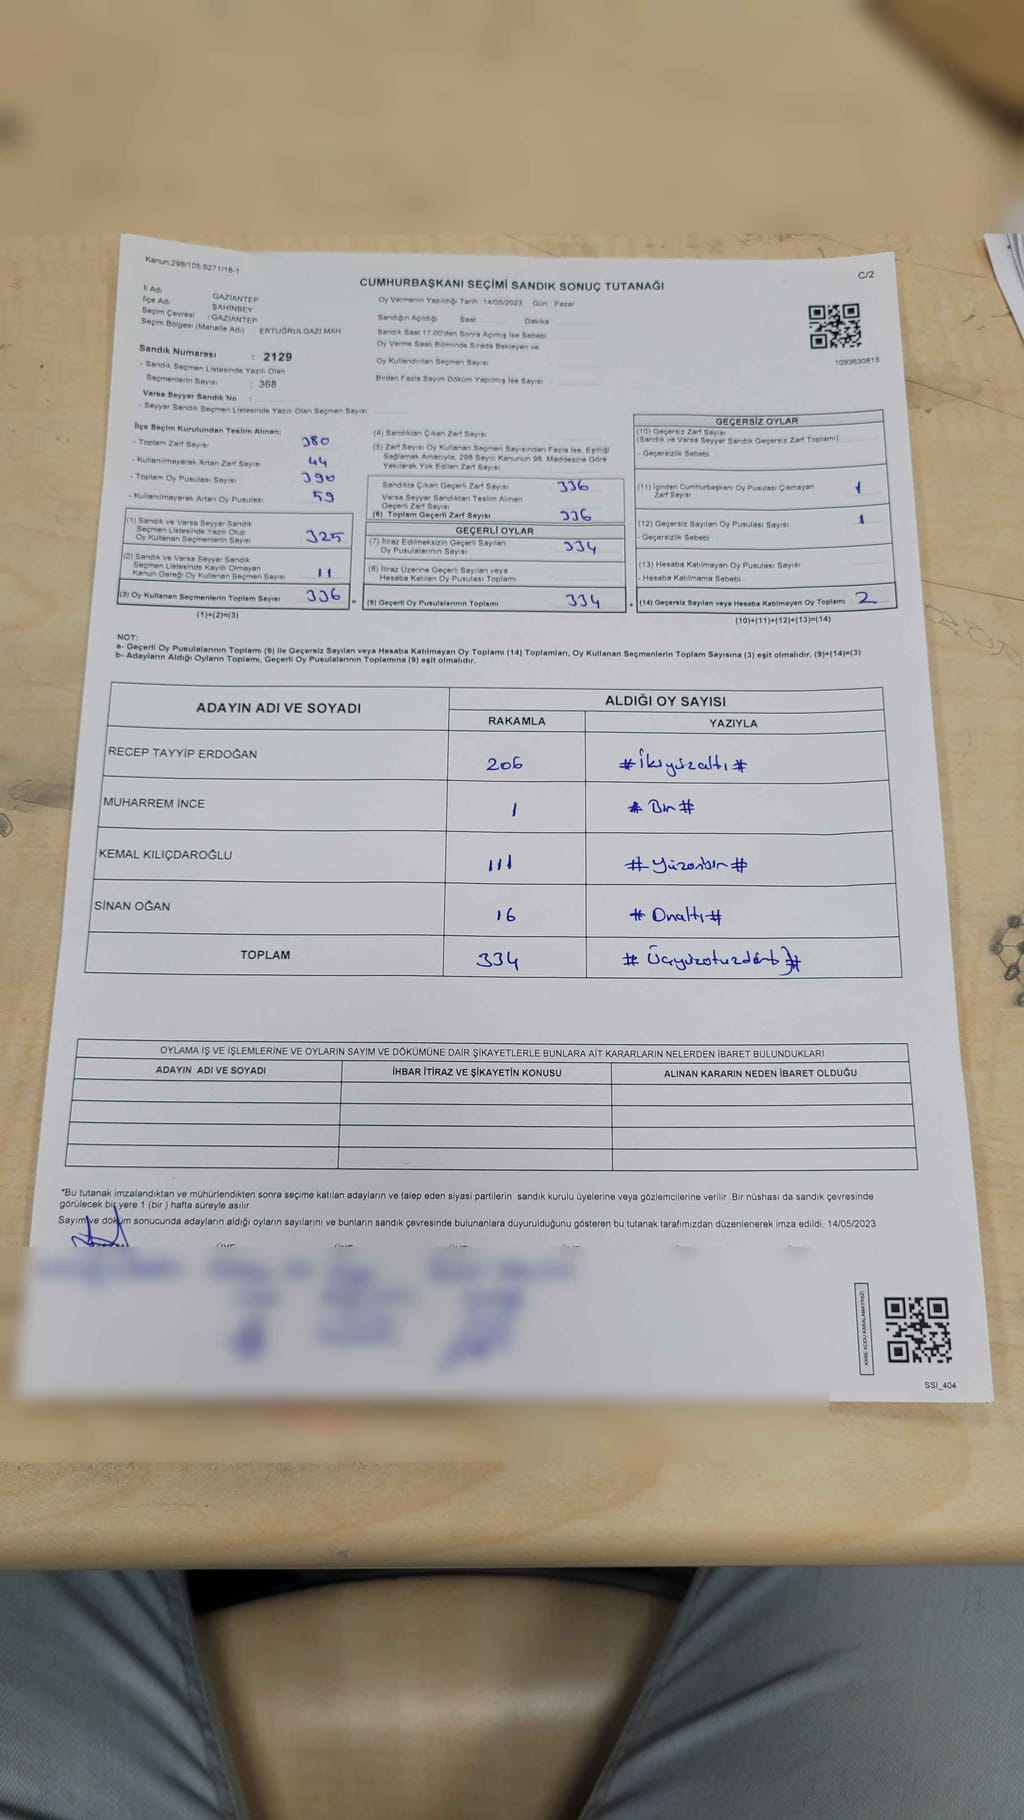 Kanun:298/105.6271/18-1
C/2
CUMHURBAŞKANI SEÇİMİ SANDIK SONUÇ TUTANAĞI
İl Adı GAZİANTEP
İlçe Adı ŞAHİNBEY
Seçim Çevresi : GAZİANTEP
Seçim Bölgesi (Mahalle Adı) : ERTUĞRULGAZİ MAH.
Sandık Numarası : 2129
- Sandık Seçmen Listesinde Yazılı Olan
Seçmenlerin Sayısı : 368
Varsa Seyyar Sandık No :
- Seyyar Sandık Seçmen Listesinde Yazılı Olan Seçmen Sayısı
Oy Vermenin Yapıldığı Tarih :14/05/2023 Gün : Pazar
Sandığın Açıldığı Saat Dakika
Sandık Saat 17.00'den Sonra Açılmış İse Sebebi
Oy Verme Saati Bitiminde Sırada Bekleyen ve
Oy Kullandırılan Seçmen Sayısı
Birden Fazla Sayım Döküm Yapılmış İse Sayısı
1093630815
İlçe Seçim Kurulundan Teslim Alınan;
- Toplam Zarf Sayısı 380
- Kullanılmayarak Artan Zarf Sayısı 44
- Toplam Oy Pusulası Sayısı 390
- Kullanılmayarak Artan Oy Pusulası 59
(1) Sandık ve Varsa Seyyar Sandık
Seçmen Listesinde Yazılı Olup
Oy Kullanan Seçmenlerin Sayısı 325
(2) Sandık ve Varsa Seyyar Sandık
Seçmen Listesinde Kayıtlı Olmayan
Kanun Gereği Oy Kullanan Seçmen Sayısı 11
(3) Oy Kullanan Seçmenlerin Toplam Sayısı 336
(1)+(2)=(3)
(4) Sandıktan Çıkan Zarf Sayısı
(5) Zarf Sayısı Oy Kullanan Seçmen Sayısından Fazla İse, Eşitliği
Sağlamak Amacıyla, 298 Sayılı Kanunun 98. Maddesine Göre
Yakılarak Yok Edilen Zarf Sayısı
Sandıkta Çıkan Geçerli Zarf Sayısı 336
Varsa Seyyar Sandıktan Teslim Alınan
Geçerli Zarf Sayısı
(6) Toplam Geçerli Zarf Sayısı 336
GEÇERLİ OYLAR
(7) İtiraz Edilmeksizin Geçerli Sayılan
Oy Pusulalarının Sayısı 334
(8) İtiraz Üzerine Geçerli Sayılan veya
Hesaba Katılan Oy Pusulası Toplamı
= (9) Geçerli Oy Pusulalarının Toplamı 334
GEÇERSİZ OYLAR
(10) Geçersiz Zarf Sayısı
(Sandık ve Varsa Seyyar Sandık Geçersiz Zarf Toplamı)
- Geçersizlik Sebebi :
(11) İçinden Cumhurbaşkanı Oy Pusulası Çıkmayan
Zarf Sayısı 1
(12) Geçersiz Sayılan Oy Pusulası Sayısı 1
- Geçersizlik Sebebi :
(13) Hesaba Katılmayan Oy Pusulası Sayısı
- Hesaba Katılmama Sebebi :
+ (14) Geçersiz Sayılan veya Hesaba Katılmayan Oy Toplamı : 2
(10)+(11)+(12)+(13)=(14)
NOT:
a- Geçerli Oy Pusulalarının Toplamı (9) ile Geçersiz Sayılan veya Hesaba Katılmayan Oy Toplamı (14) Toplamları, Oy Kullanan Seçmenlerin Toplam Sayısına (3) eşit olmalıdır. (9)+(14)=(3)
b- Adayların Aldığı Oyların Toplamı, Geçerli Oy Pusulalarının Toplamına (9) eşit olmalıdır.
ADAYIN ADI VE SOYADI
ALDIĞI OY SAYISI
RAKAMLA YAZIYLA
RECEP TAYYİP ERDOĞAN 206 #İkiyüzaltı#
MUHARREM İNCE 1 # Bir #
KEMAL KILIÇDAROĞLU 111 # Yüzonbir #
SİNAN OĞAN 16 # Onaltı #
TOPLAM 334 # Üçyüzotuzdört #
OYLAMA İŞ VE İŞLEMLERİNE VE OYLARIN SAYIM VE DÖKÜMÜNE DAİR ŞİKAYETLERLE BUNLARA AİT KARARLARIN NELERDEN İBARET BULUNDUKLARI
ADAYIN ADI VE SOYADI İHBAR İTİRAZ VE ŞİKAYETİN KONUSU ALINAN KARARIN NEDEN İBARET OLDUĞU
*Bu tutanak imzalandıktan ve mühürlendikten sonra seçime katılan adayların ve talep eden siyasi partilerin sandık kurulu üyelerine veya gözlemcilerine verilir .Bir nüshası da sandık çevresinde
görülecek bir yere 1 (bir ) hafta süreyle asılır.
Sayım ve döküm sonucunda adayların aldığı oyların sayılarını ve bunların sandık çevresinde bulunanlara duyurulduğunu gösteren bu tutanak tarafımızdan düzenlenerek imza edildi. 14/05/2023
KARE KODU KARALAMAYINIZ!
SSİ_404